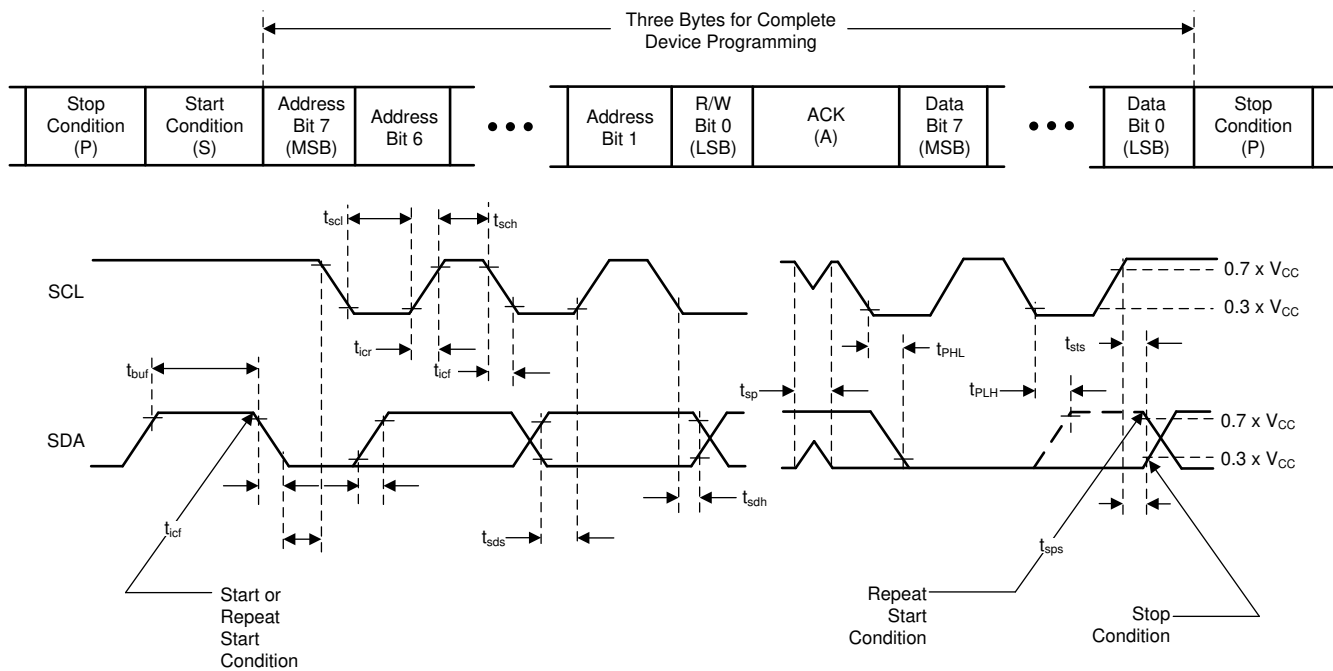 Three Bytes for Complete
Device Programming
Stop
Condition
(P)
Start
Condition
(S)
Address
Bit 7
(MSB)
Address
Bit 6
•••
Address
Bit 1
R/W
Bit 0
(LSB)
ACK
(A)
Data
Bit 7
(MSB)
•••
Data
Bit 0
(LSB)
Stop
Condition
(P)
tscl
tsch
SCL
0.7 x VCC
0.3 x VCC
ticr
ticf
tPHL
tsts
tbuf
tsp
tPLH
SDA
0.7 x VCC
0.3 x VCC
ticf
tsds
tsdh
tsps
Start or
Repeat
Start
Condition
Repeat
Start
Condition
Stop
Condition